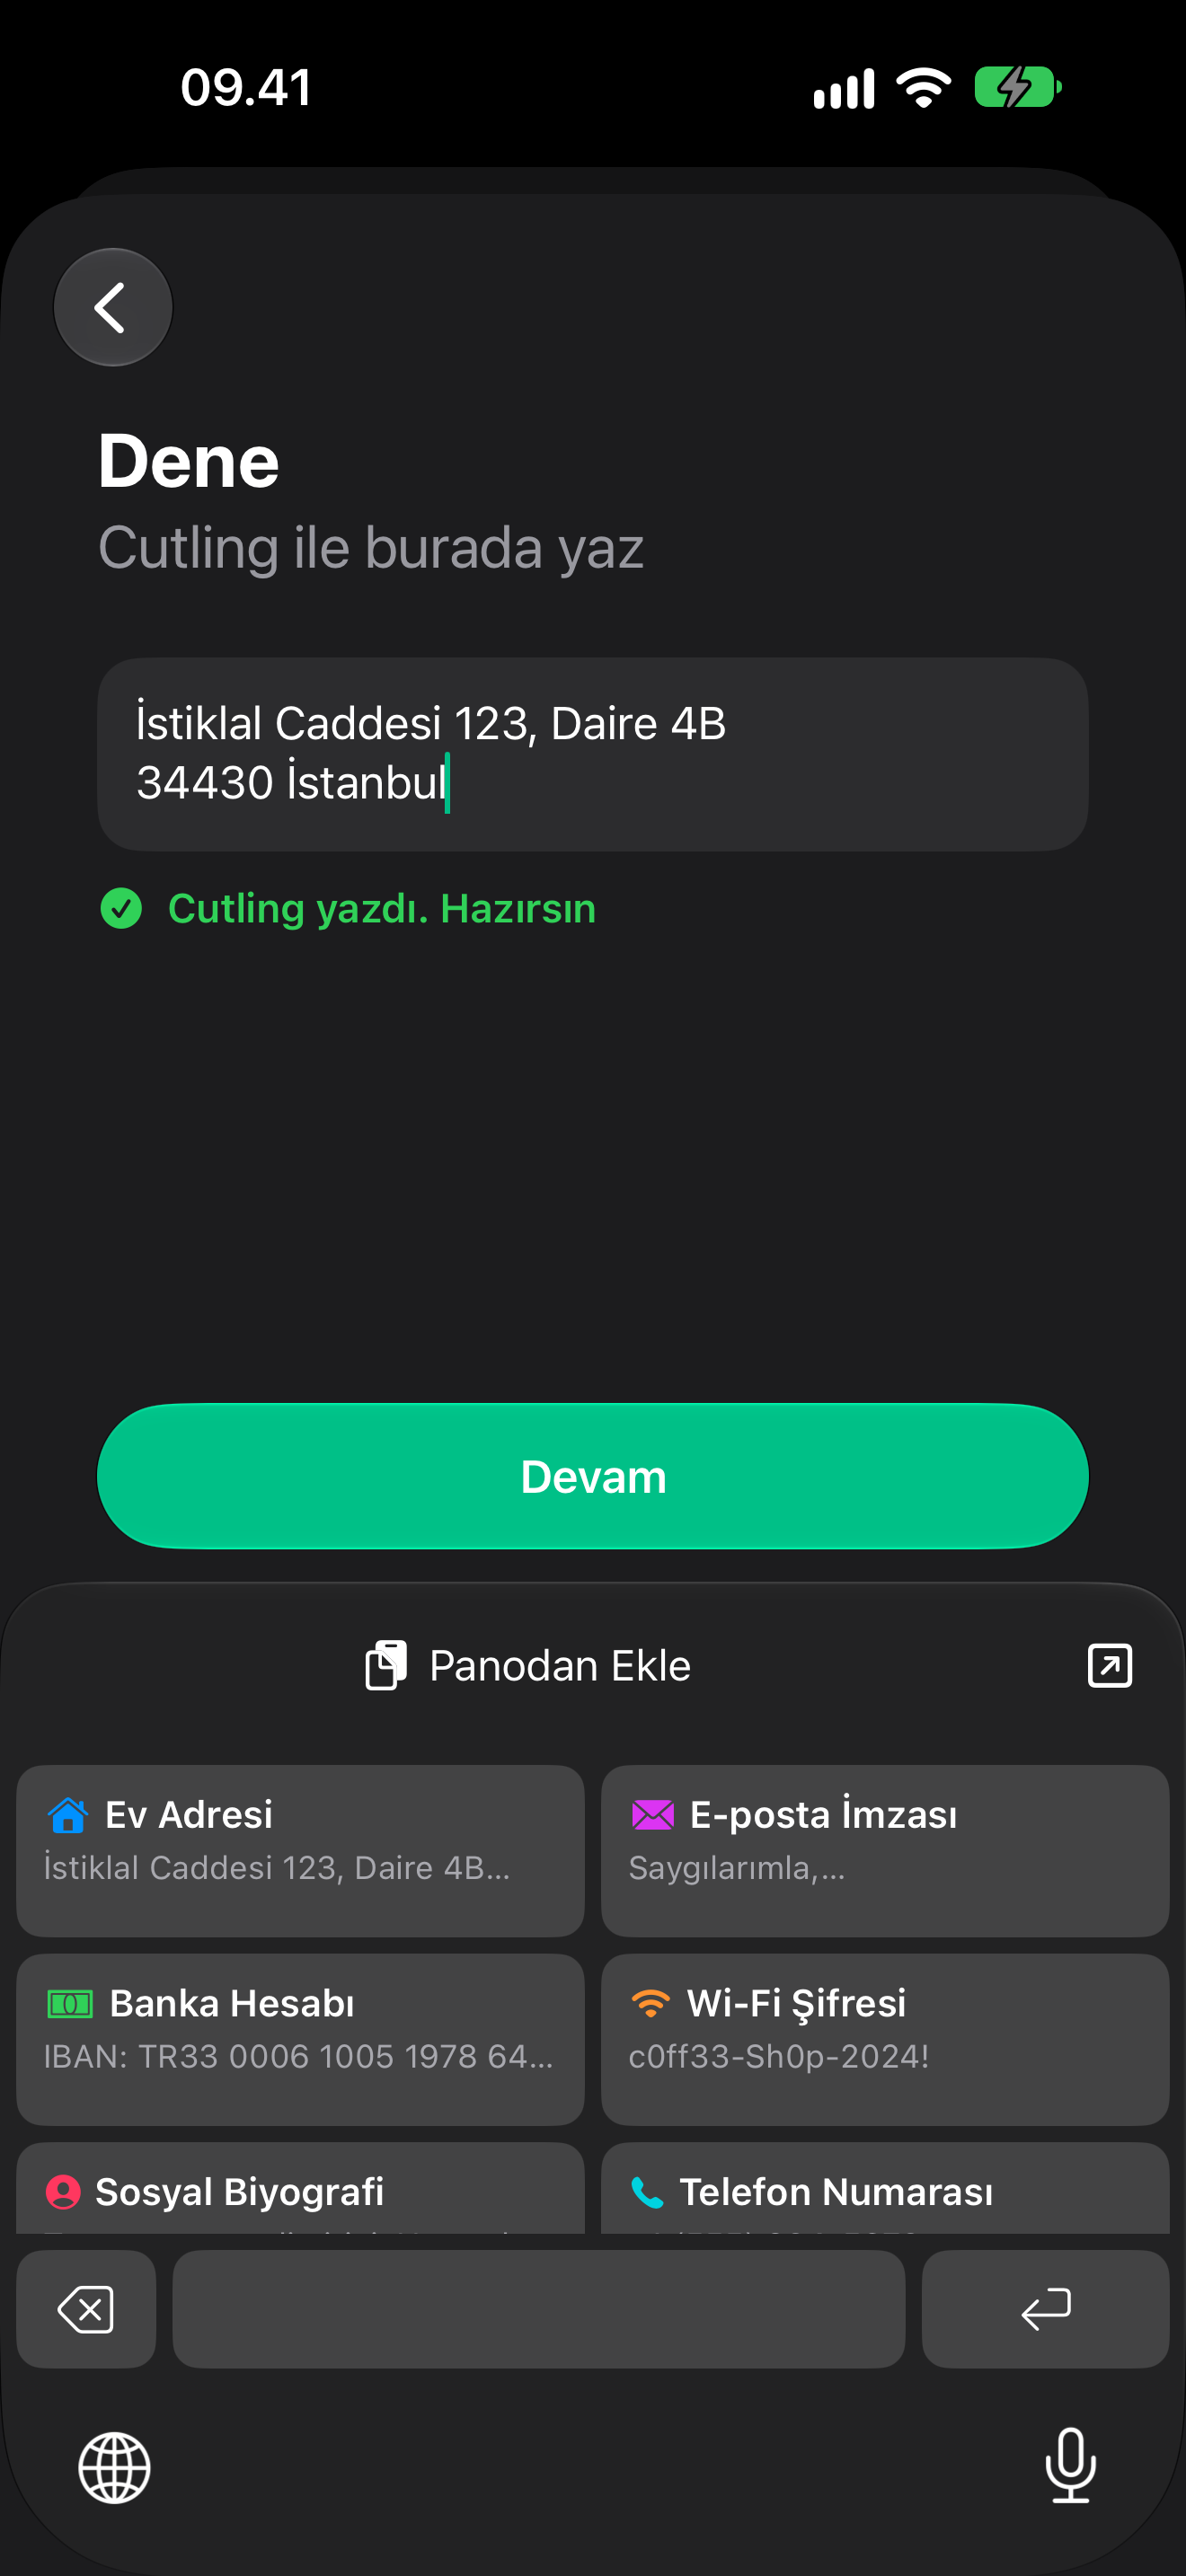 09.41
Dene
Cutling ile burada yaz
İstiklal Caddesi 123, Daire 4B
34430 İstanbul
Cutling yazdı. Hazırsın
Devam
Panodan Ekle
Ev Adresi
İstiklal Caddesi 123, Daire 4B...
E-posta İmzası
Saygılarımla,...
Banka Hesabı
IBAN: TR33 0006 1005 1978 64...
Wi-Fi Şifresi
c0ff33-Sh0p-2024!
Sosyal Biyografi
Telefon Numarası